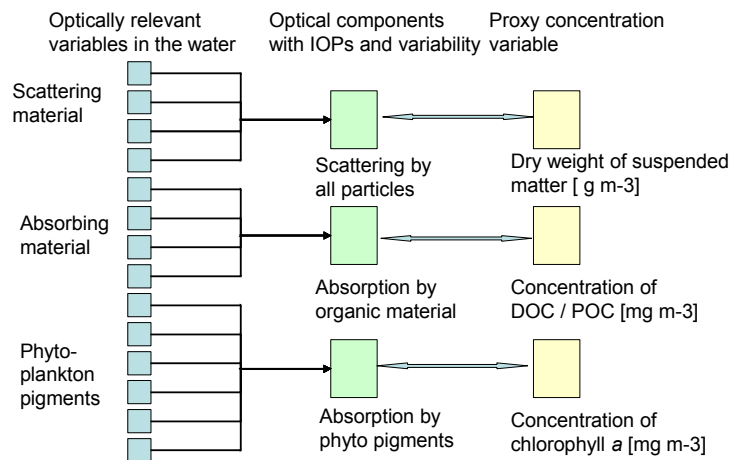 Optically relevant
variables in the water
Optical components
with IOPs and variability
Proxy concentration
variable
Scattering
material
Scattering by
all particles
Dry weight of suspended
matter [ g m-3]
Absorbing
material
Absorption by
organic material
Concentration of
DOC / POC [mg m-3]
Phyto-
plankton
pigments
Absorption by
phyto pigments
Concentration of
chlorophyll a [mg m-3]